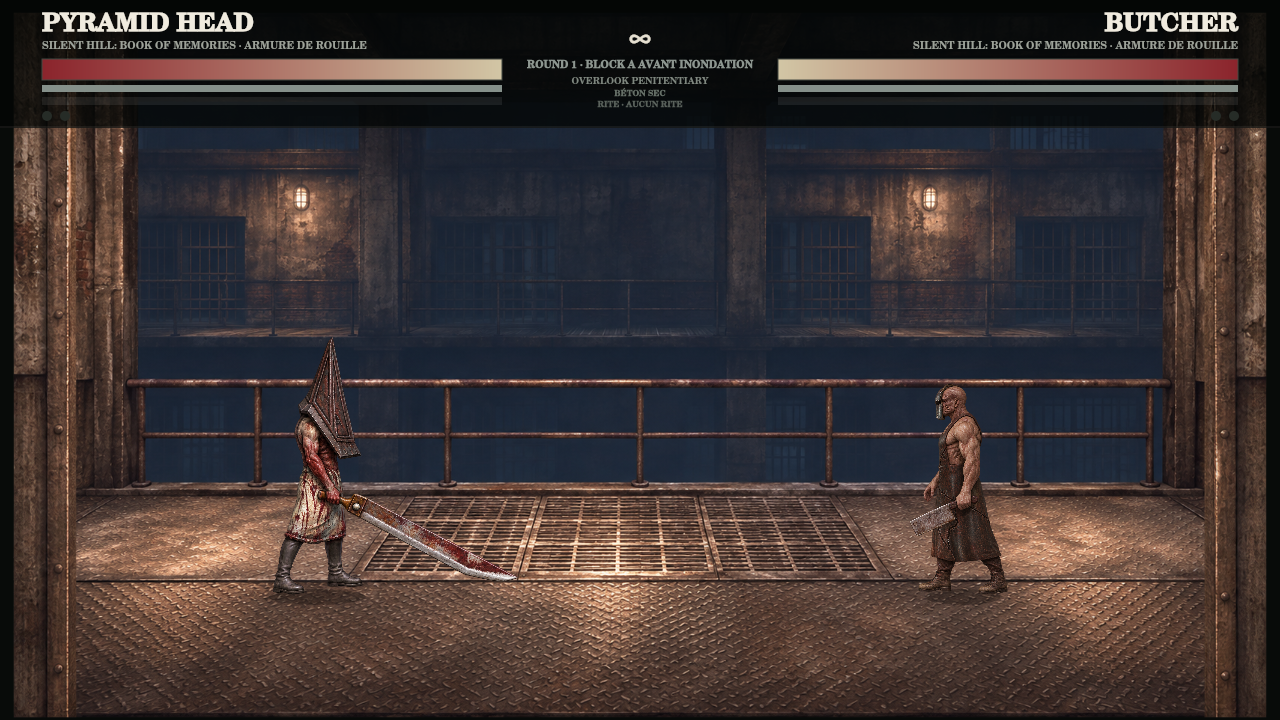 PYRAMID HEAD
SILENT HILL: BOOK OF MEMORIES · ARMURE DE ROUILLE
∞
ROUND 1 · BLOCK A AVANT INONDATION
OVERLOOK PENITENTIARY
BÉTON SEC
RITE · AUCUN RITE
BUTCHER
SILENT HILL: BOOK OF MEMORIES · ARMURE DE ROUILLE